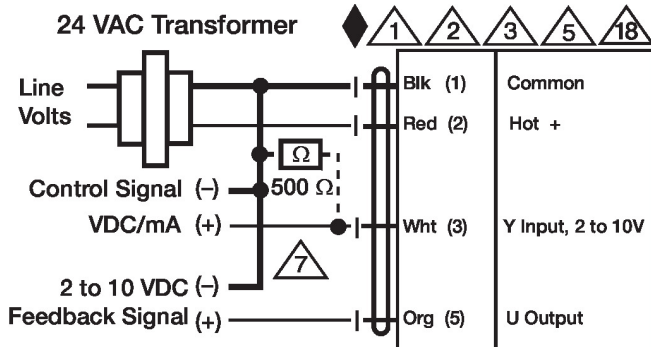 24 VAC Transformer
1 2 3 5 18
Line
Volts
Blk (1) Common
Red (2) Hot +
Ω
500 Ω
Control Signal (-)
VDC/mA (+)
Wht (3) Y Input, 2 to 10V
7
2 to 10 VDC (-)
Feedback Signal (+)
Org (5) U Output